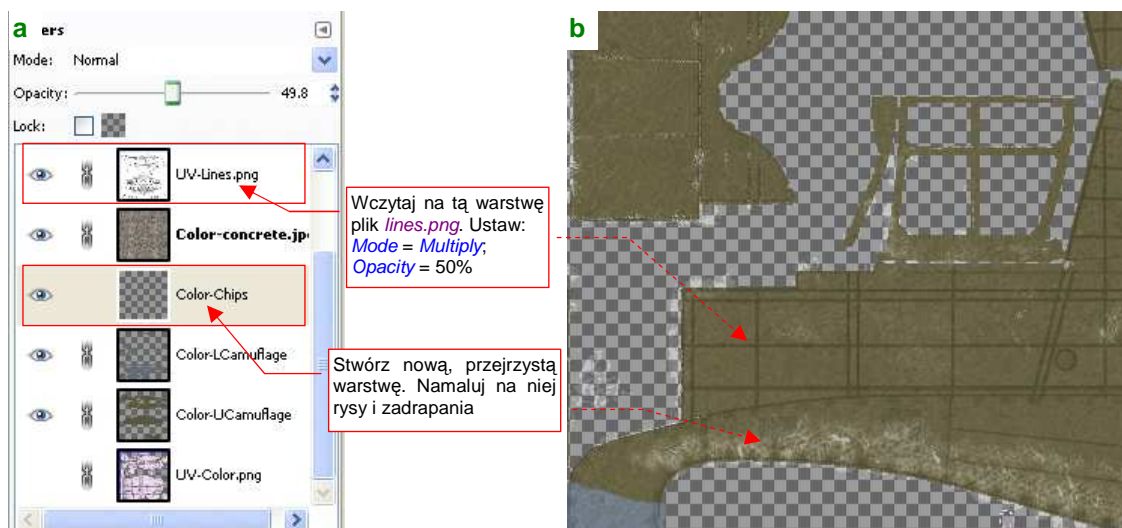 a
ers
b
Mode: Normal
Opacity: 49.8
Lock:
UV-Lines.png
Color-concrete.jp
Color-Chips
Color-LCamuflage
Color-UCamuflage
UV-Color.png
Wczytaj na tą warstwę
plik lines.png. Ustaw:
Mode = Multiply;
Opacity = 50%
Stwórz nową, przejrzystą
warstwę. Namaluj na niej
rysy i zadrapania